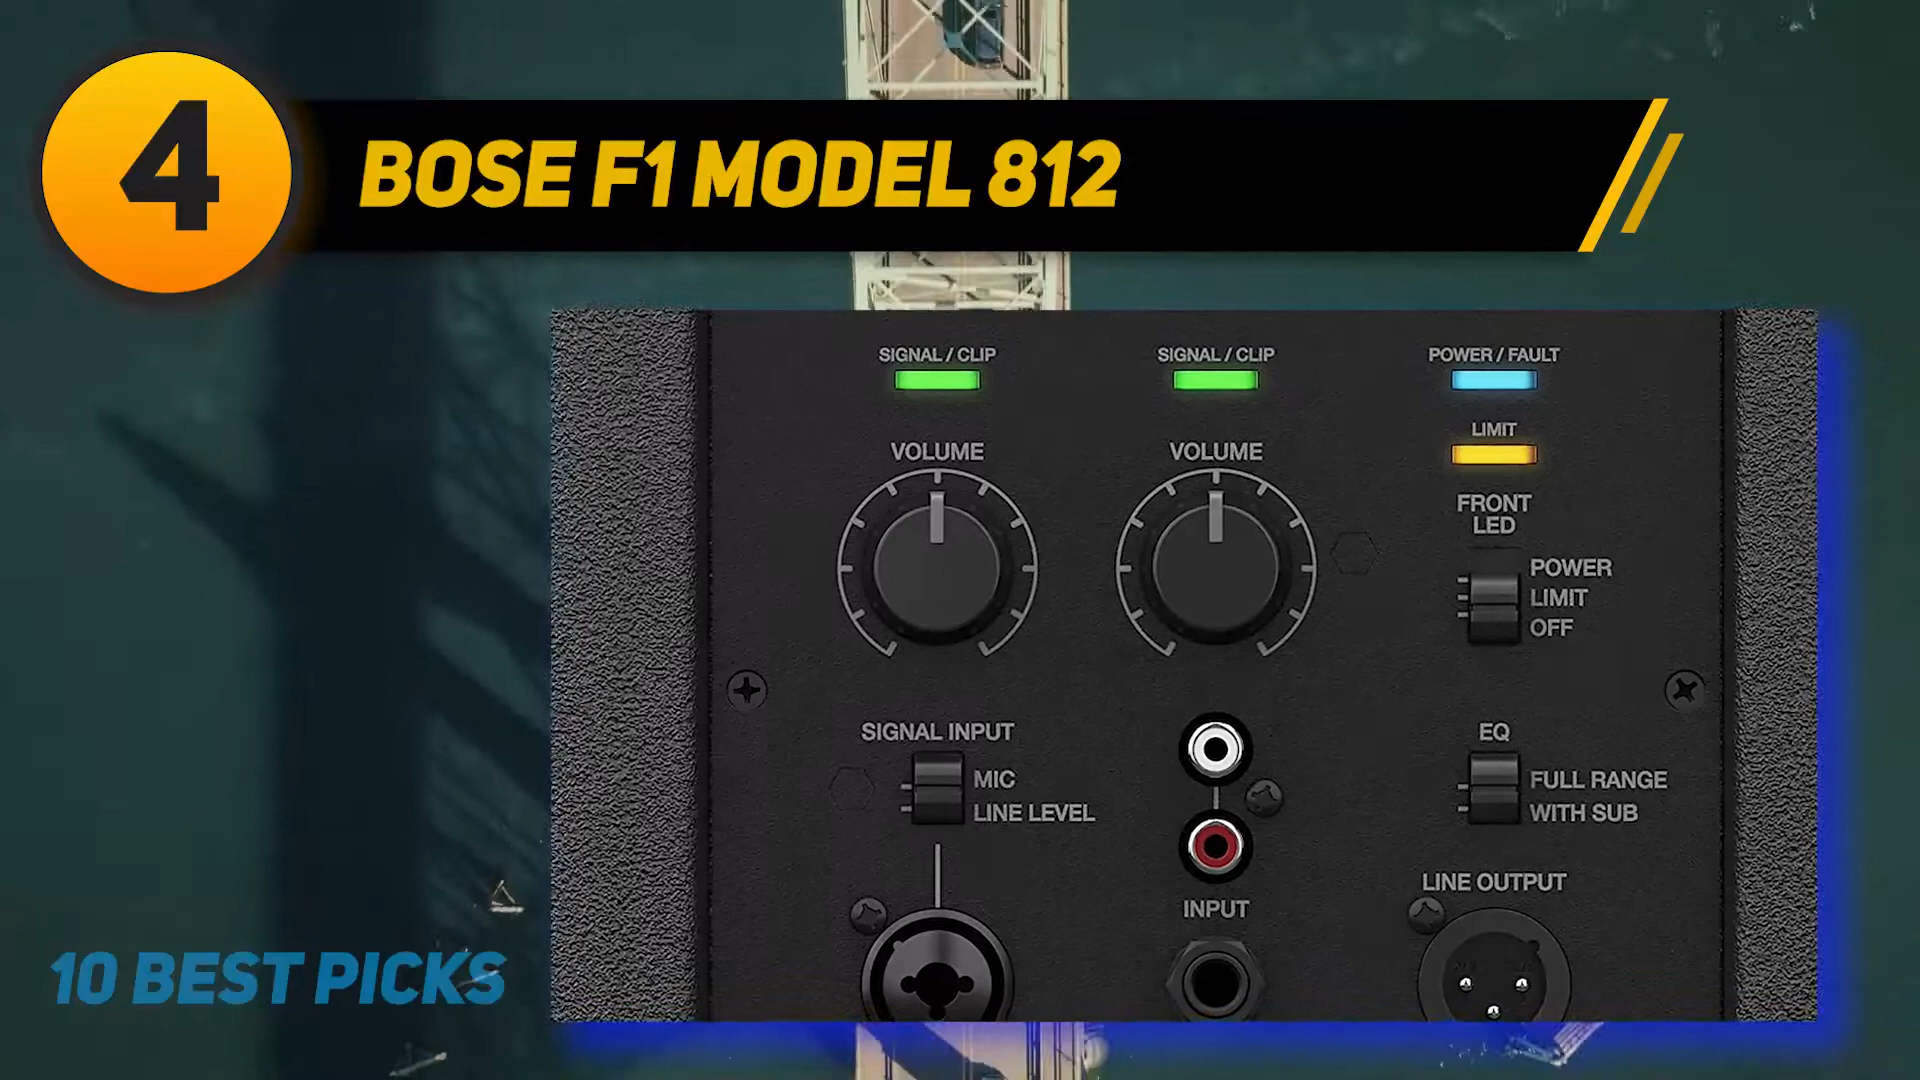 4
BOSE F1 MODEL 812
SIGNAL / CLIP
SIGNAL / CLIP
POWER / FAULT
LIMIT
VOLUME
VOLUME
FRONT
LED
POWER
LIMIT
OFF
SIGNAL INPUT
MIC
LINE LEVEL
INPUT
EQ
FULL RANGE
WITH SUB
LINE OUTPUT
10 BEST PICKS